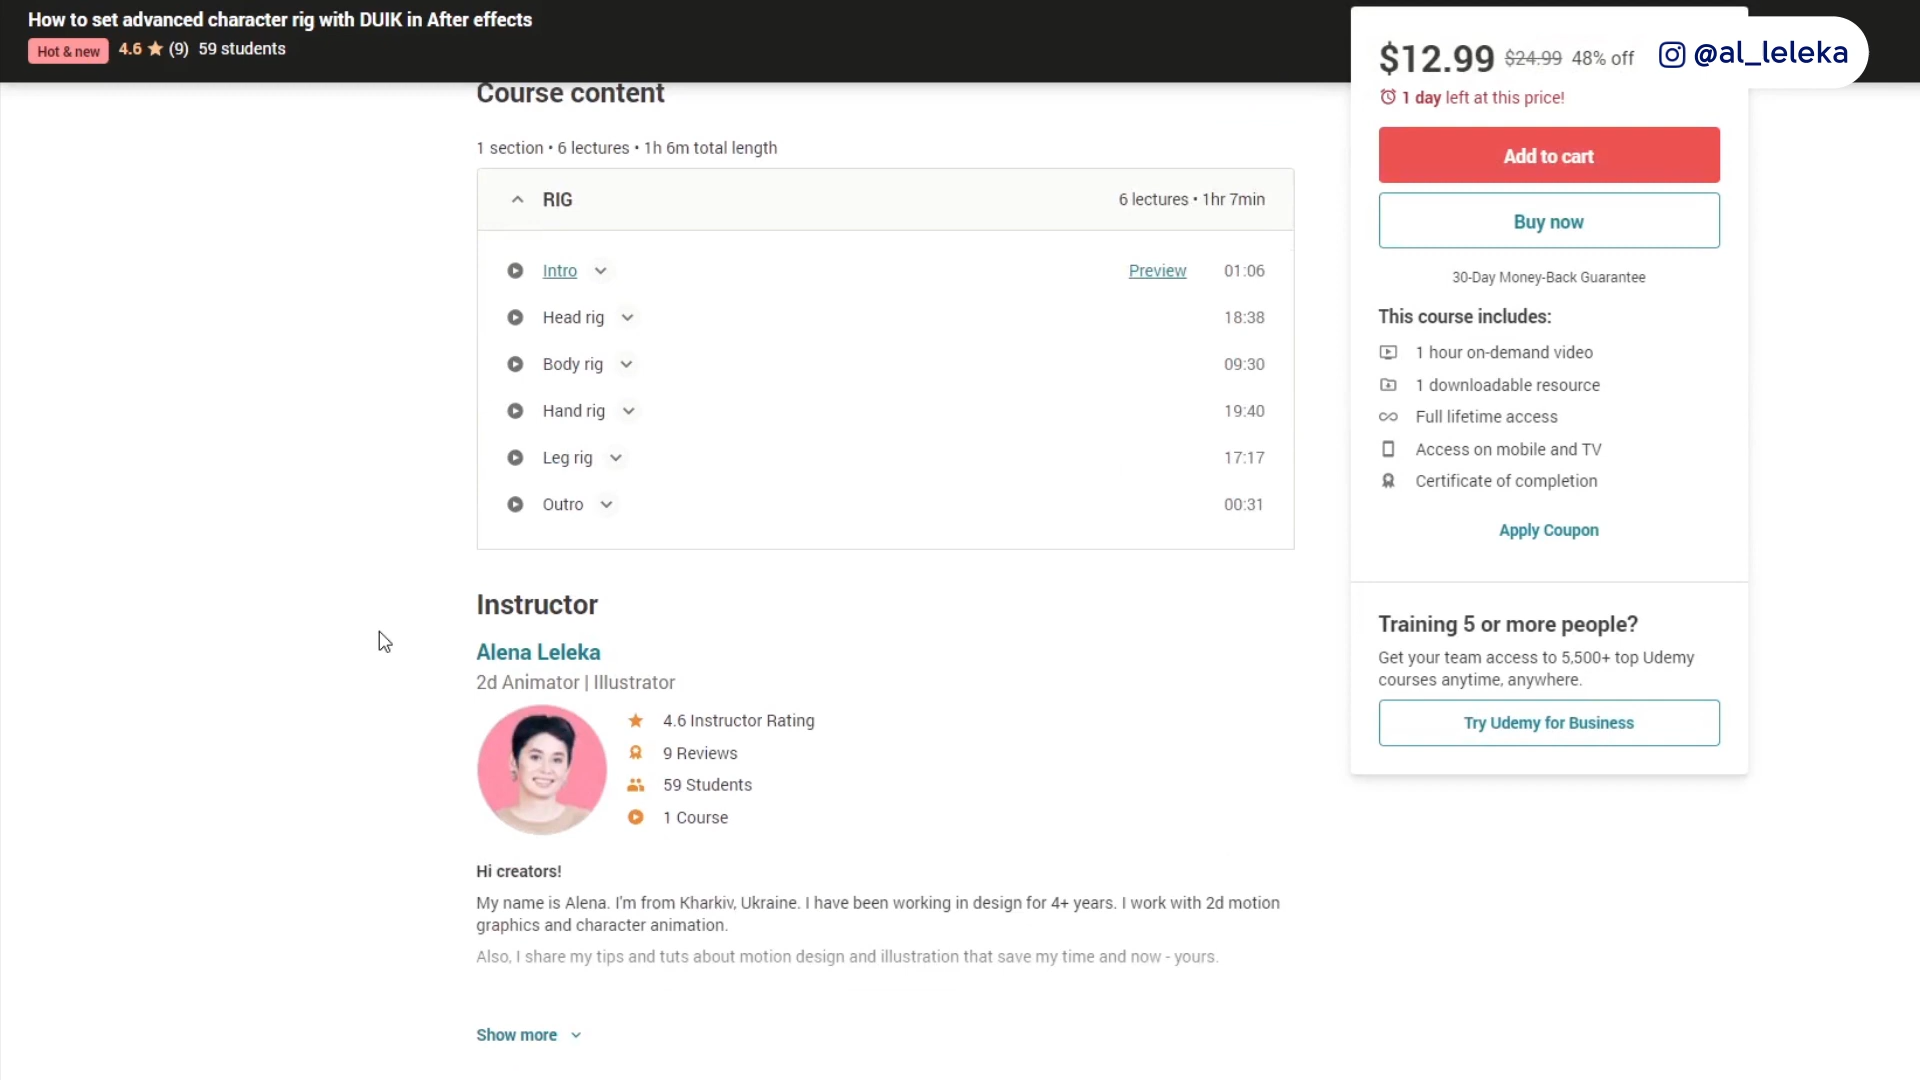 How to set advanced character rig with DUIK in After effects
Hot & new 4.6 (9) 59 students
@al_leleka
Course content
1 section • 6 lectures • 1h 6m total length
RIG 6 lectures • 1hr 7min
Intro Preview 01:06
Head rig 18:38
Body rig 09:30
Hand rig 19:40
Leg rig 17:17
Outro 00:31
Instructor
Alena Leleka
2d Animator | Illustrator
4.6 Instructor Rating
9 Reviews
59 Students
1 Course
Hi creators!
My name is Alena. I'm from Kharkiv, Ukraine. I have been working in design for 4+ years. I work with 2d motion
graphics and character animation.
Also, I share my tips and tuts about motion design and illustration that save my time and now - yours.
Show more
$12.99 $24.99 48% off
1 day left at this price!
Add to cart
Buy now
30-Day Money-Back Guarantee
This course includes:
1 hour on-demand video
1 downloadable resource
Full lifetime access
Access on mobile and TV
Certificate of completion
Apply Coupon
Training 5 or more people?
Get your team access to 5,500+ top Udemy
courses anytime, anywhere.
Try Udemy for Business